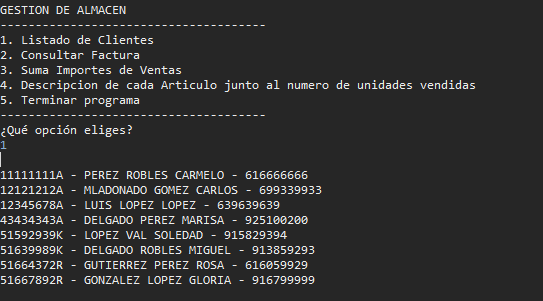 GESTION DE ALMACEN
--------------------------------------
1. Listado de Clientes
2. Consultar Factura
3. Suma Importes de Ventas
4. Descripcion de cada Articulo junto al numero de unidades vendidas
5. Terminar programa
--------------------------------------
¿Qué opción eliges?
1
11111111A - PEREZ ROBLES CARMELO - 616666666
12121212A - MLADONADO GOMEZ CARLOS - 699339933
12345678A - LUIS LOPEZ LOPEZ - 639639639
43434343A - DELGADO PEREZ MARISA - 925100200
51592939K - LOPEZ VAL SOLEDAD - 915829394
51639989K - DELGADO ROBLES MIGUEL - 913859293
51664372R - GUTIERREZ PEREZ ROSA - 616059929
51667892R - GONZALEZ LOPEZ GLORIA - 916799999